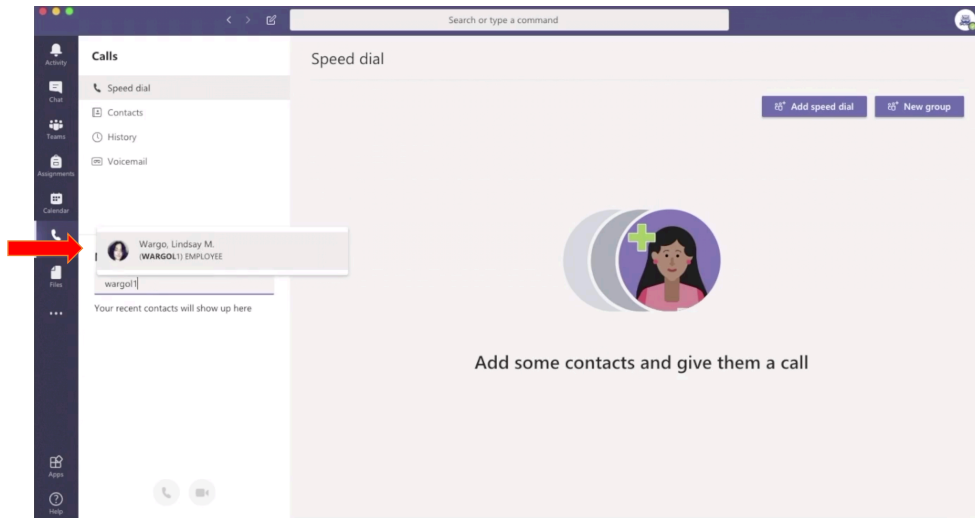 Search or type a command
Activity
Chat
Teams
Assignments
Calendar
Files
Apps
Help
Calls
Speed dial
Contacts
History
Voicemail
Wargo, Lindsay M.
(WARGOL1) EMPLOYEE
wargol1
Your recent contacts will show up here
Speed dial
Add speed dial
New group
Add some contacts and give them a call